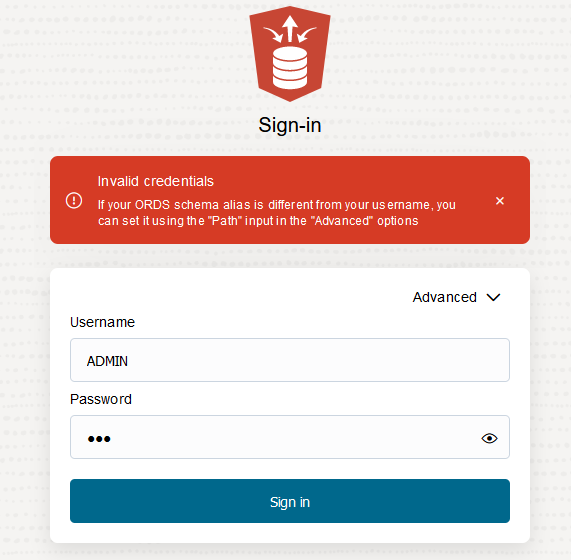 Sign-in
Invalid credentials
If your ORDS schema alias is different from your username, you
can set it using the "Path" input in the "Advanced" options
Advanced
Username
ADMIN
Password
•••
Sign in